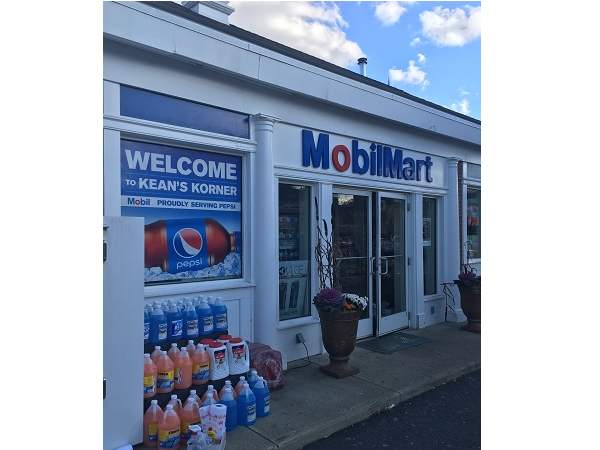 MobilMart
WELCOME
TO KEAN'S KORNER
Mobil PROUDLY SERVING PEPSI
pepsi